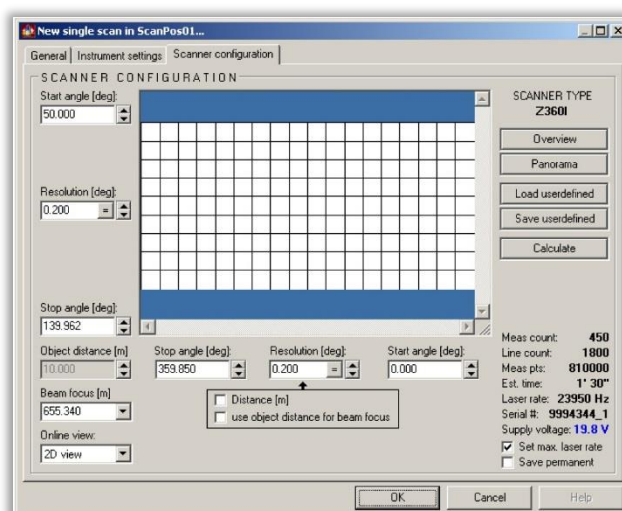 New single scan in ScanPos01...
General
Instrument settings
Scanner configuration
SCANNER CONFIGURATION
Start angle [deg]:
50.000
Resolution [deg]:
0.200
=
Stop angle [deg]:
139.962
Object distance [m]
10.000
Beam focus [m]
655.340
Online view:
2D view
Stop angle [deg]:
359.850
Resolution [deg]:
0.200
=
Start angle [deg]:
0.000
Distance [m]
use object distance for beam focus
SCANNER TYPE
Z360I
Overview
Panorama
Load userdefined
Save userdefined
Calculate
Meas count: 450
Line count: 1800
Meas pts: 810000
Est. time: 1' 30"
Laser rate: 23950 Hz
Serial #: 9994344_1
Supply voltage: 19.8 V
Set max. laser rate
Save permanent
OK
Cancel
Help